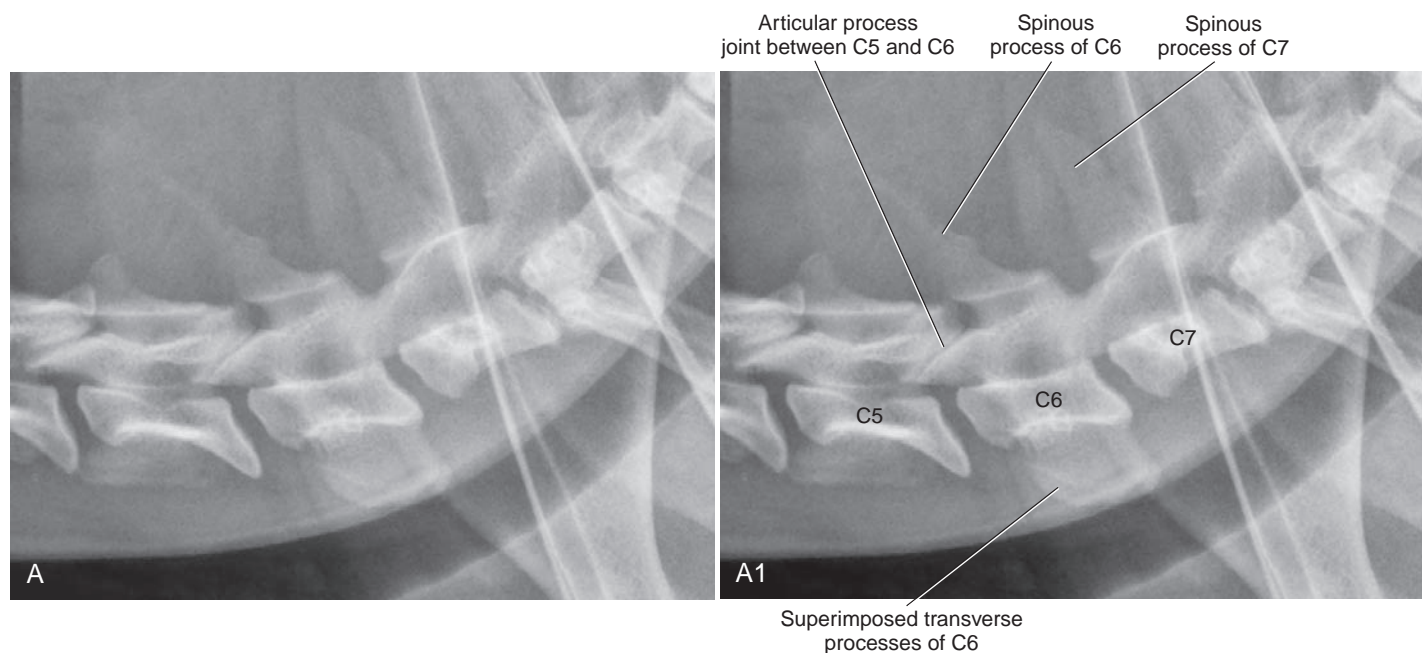 Articular process
joint between C5 and C6
Spinous
process of C6
Spinous
process of C7
C7
C6
C5
A
A1
Superimposed transverse
processes of C6